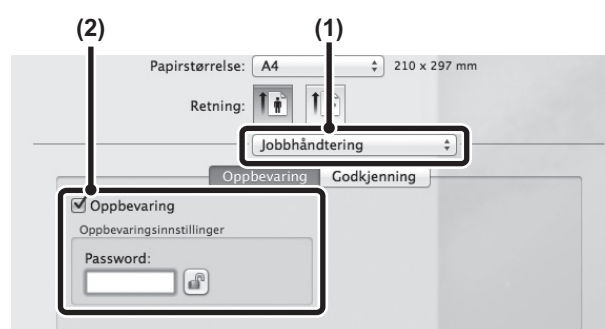 (2) (1)
Papirstørrelse: A4 210 x 297 mm
Retning:
Jobbhåndtering
Oppbevaring Godkjenning
Oppbevaring
Oppbevaringsinnstillinger
Password: